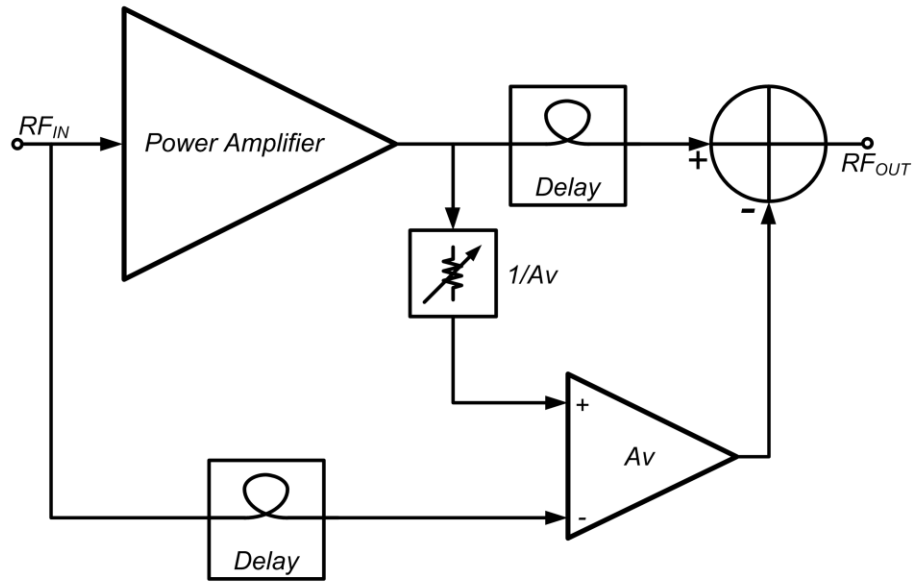 RF_IN
Power Amplifier
Delay
+
RF_OUT
-
1/Av
+
Av
-
Delay